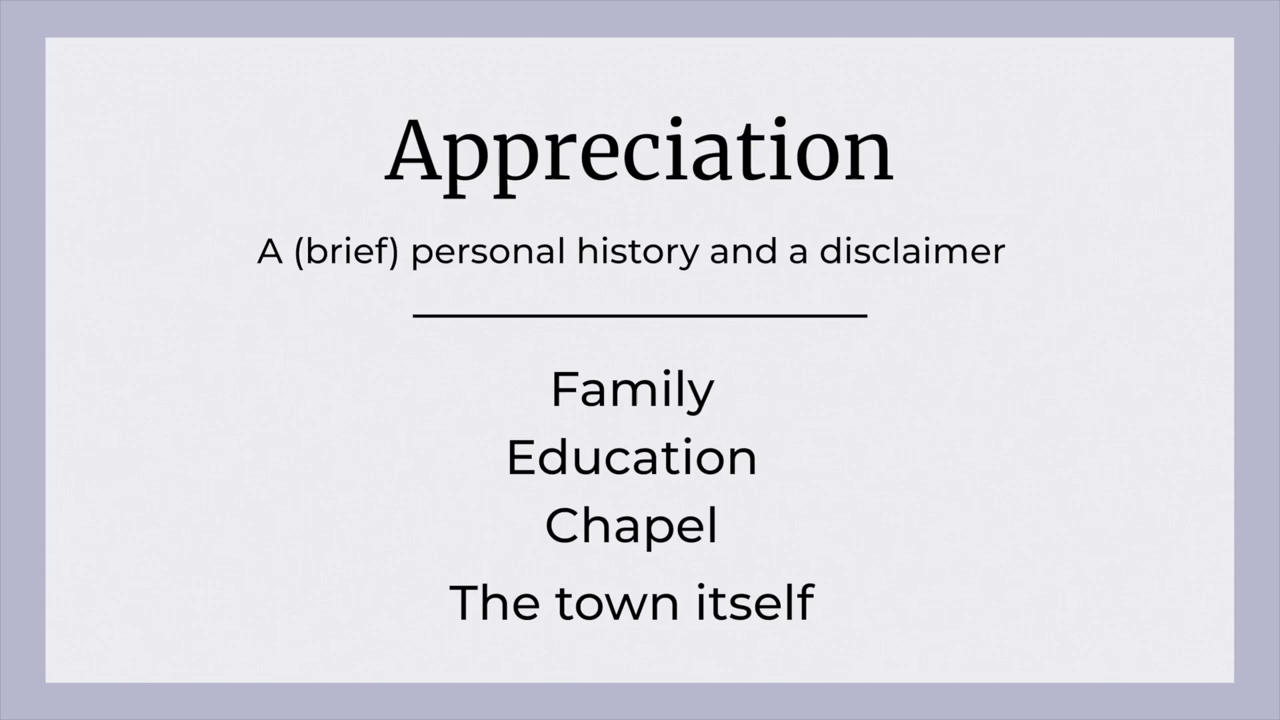 Appreciation
A (brief) personal history and a disclaimer
Family
Education
Chapel
The town itself